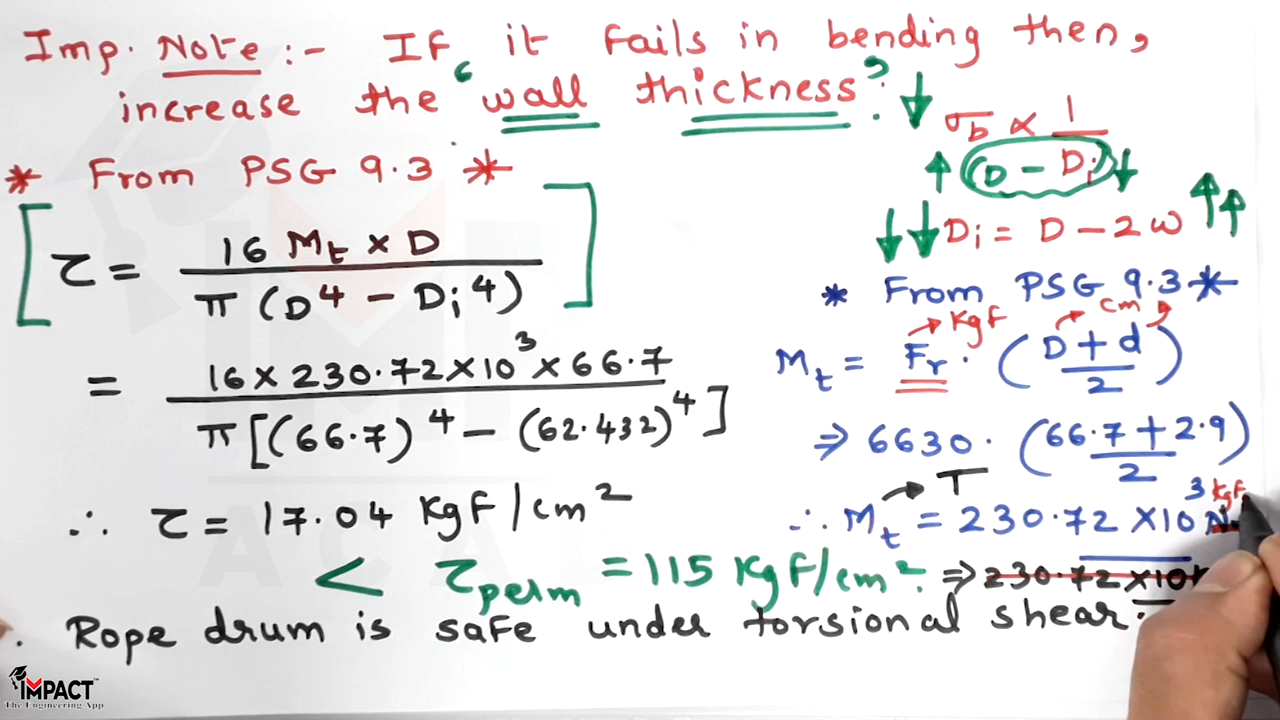 Imp. Note :- If it fails in bending then,
increase the "wall thickness".
σb ∝ 1 / (D - Di)
Di = D - 2w
* From PSG 9.3 *
τ = 16 Mt × D / π (D⁴ - Di⁴)
= 16 × 230.72 × 10³ × 66.7 / π [(66.7)⁴ - (62.432)⁴]
∴ τ = 17.04 Kgf/cm²
< τperm = 115 Kgf/cm².
* From PSG 9.3 *
Kgf cm
Mt = Fr . (D + d / 2)
⇒ 6630 . (66.7 + 2.9 / 2)
T
∴ Mt = 230.72 × 10³ Kgf
⇒ 230.72 × 10
. Rope drum is safe under torsional shear.
IMPACT
The Engineering App